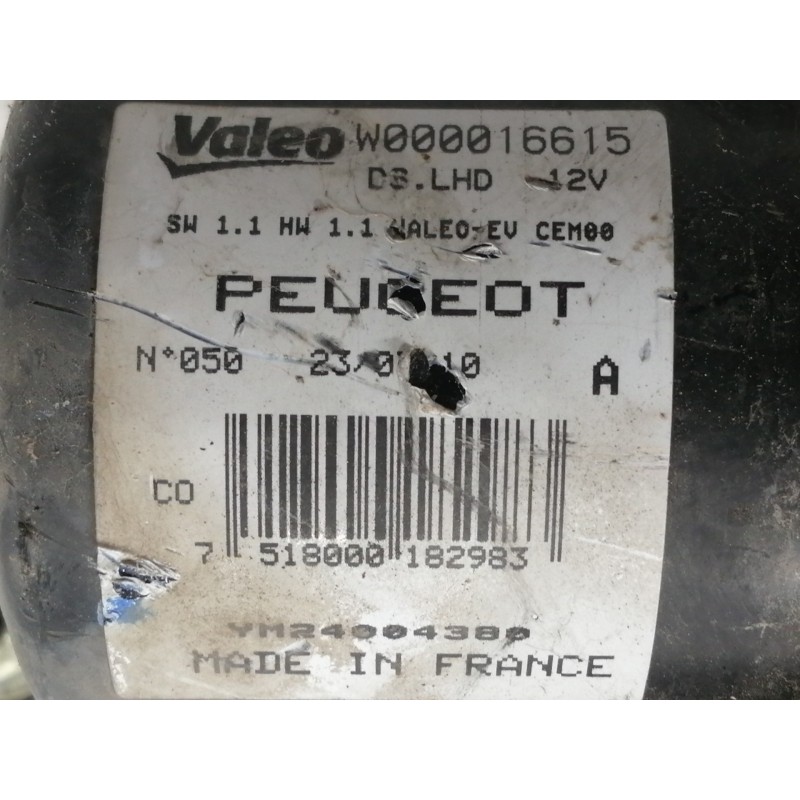 Valeo W000016615
DS.LHD 12V
SW 1.1 HW 1.1 VALEO-EV CEM00
PEUGEOT
N°050
A
CO
7 518000 182983
YM24004380
MADE IN FRANCE